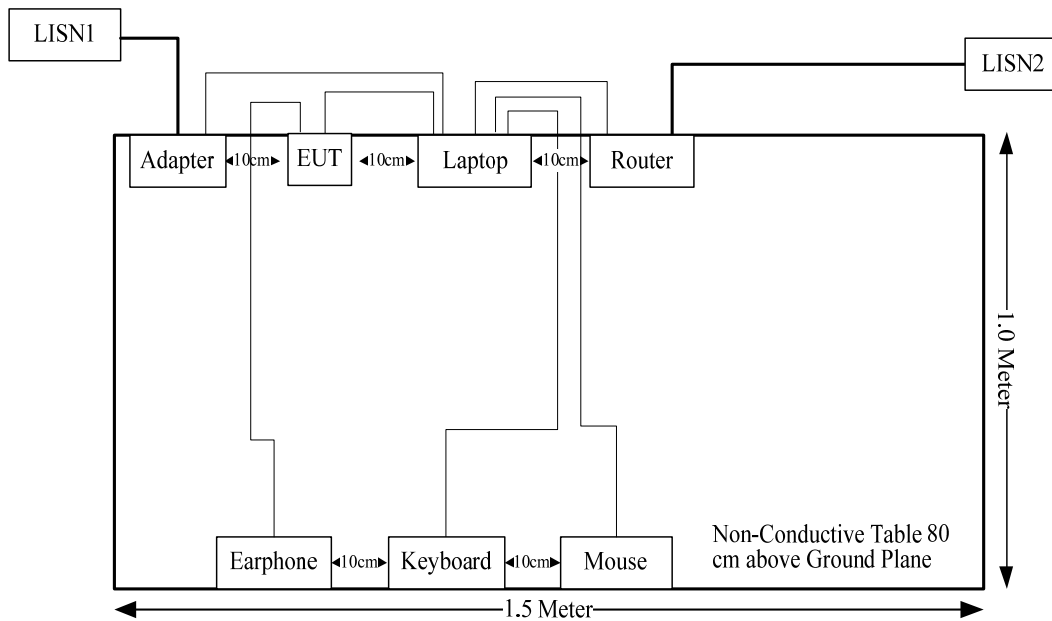 LISN1
LISN2
Adapter
10cm
EUT
10cm
Laptop
10cm
Router
1.0 Meter
Earphone
10cm
Keyboard
10cm
Mouse
Non-Conductive Table 80
cm above Ground Plane
1.5 Meter